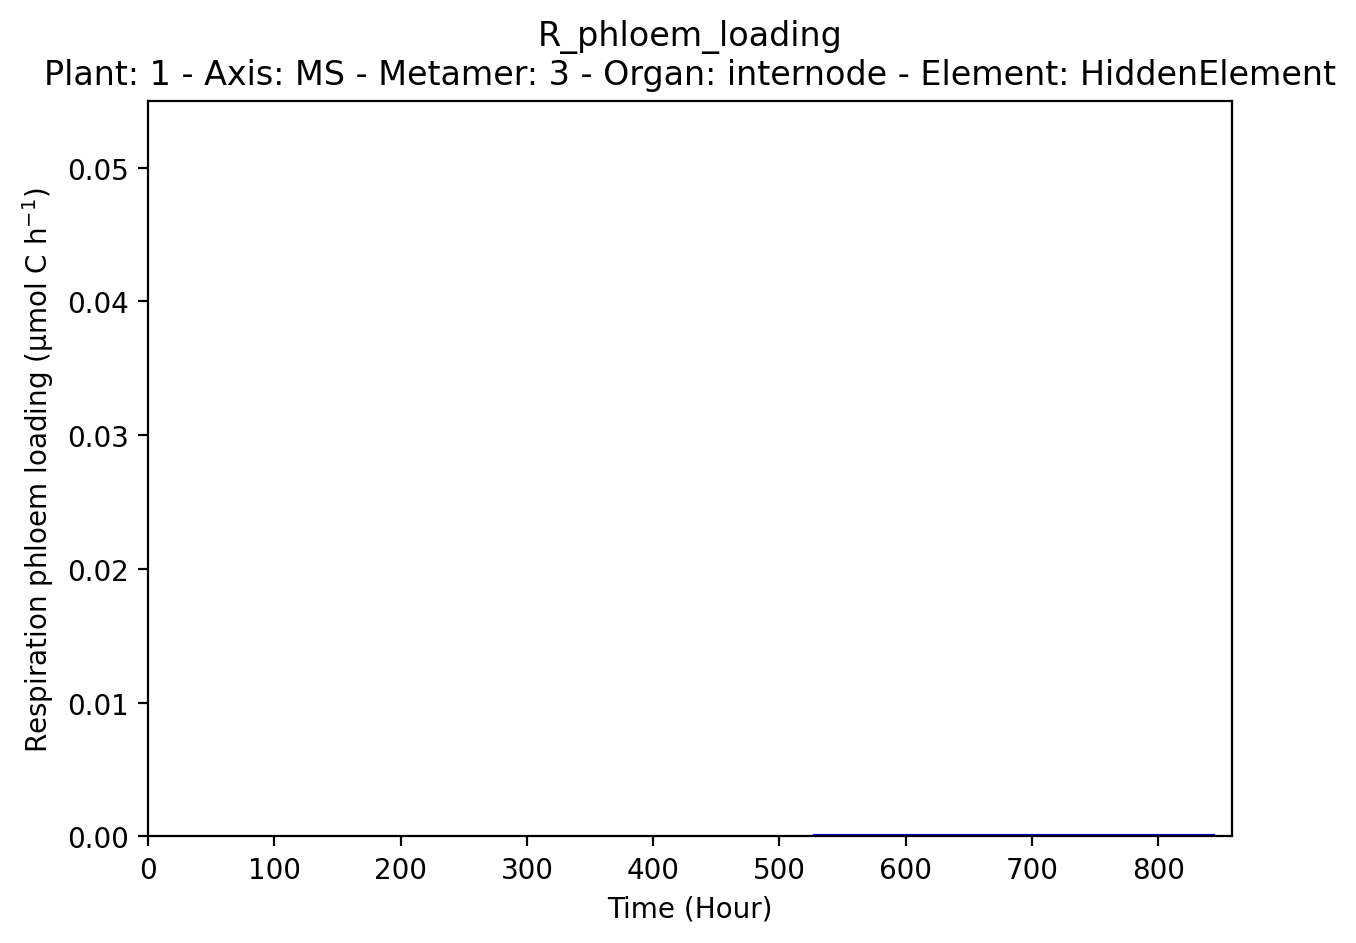 R_phloem_loading
Plant: 1 - Axis: MS - Metamer: 3 - Organ: internode - Element: HiddenElement
Respiration phloem loading (µmol C h⁻¹)
0.05
0.04
0.03
0.02
0.01
0.00
0 100 200 300 400 500 600 700 800
Time (Hour)